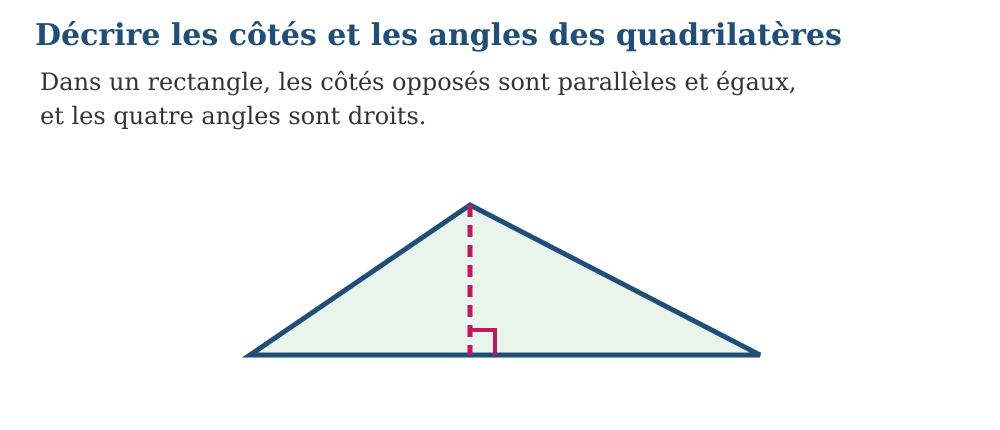 Décrire les côtés et les angles des quadrilatères
Dans un rectangle, les côtés opposés sont parallèles et égaux,
et les quatre angles sont droits.